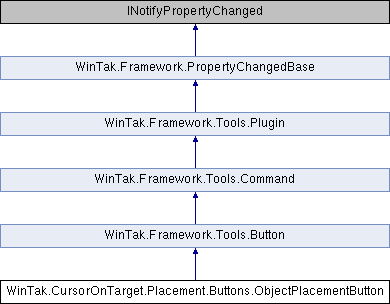 INotifyPropertyChanged
WinTak.Framework.PropertyChangedBase
WinTak.Framework.Tools.Plugin
WinTak.Framework.Tools.Command
WinTak.Framework.Tools.Button
WinTak.CursorOnTarget.Placement.Buttons.ObjectPlacementButton